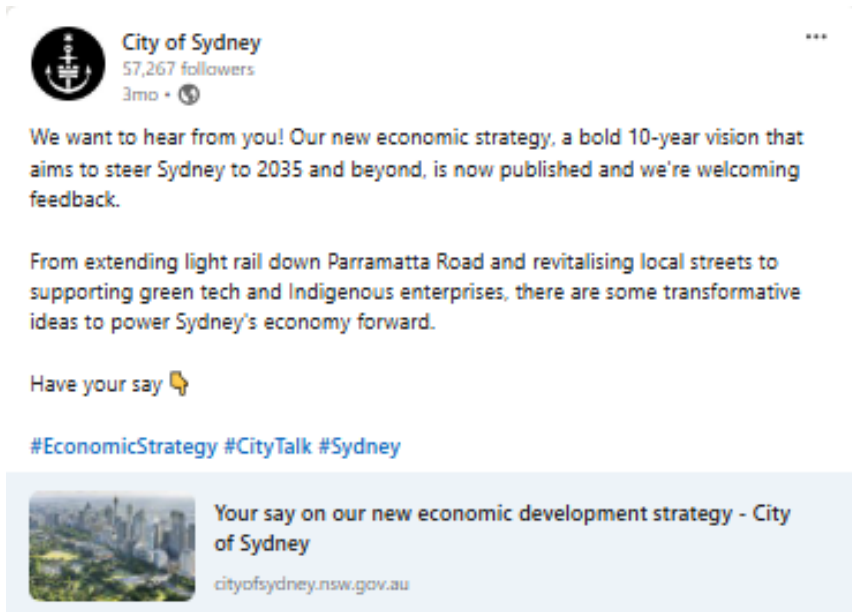 City of Sydney
57,267 followers
3mo •
We want to hear from you! Our new economic strategy, a bold 10-year vision that
aims to steer Sydney to 2035 and beyond, is now published and we're welcoming
feedback.
From extending light rail down Parramatta Road and revitalising local streets to
supporting green tech and Indigenous enterprises, there are some transformative
ideas to power Sydney's economy forward.
Have your say 👇
#EconomicStrategy #CityTalk #Sydney
Your say on our new economic development strategy - City
of Sydney
cityofsydney.nsw.gov.au